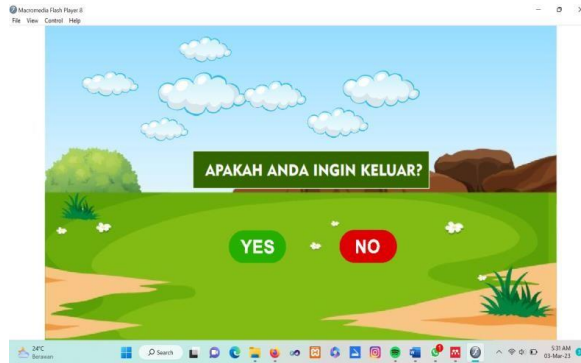 Macromedia Flash Player 8
File View Control Help
APAKAH ANDA INGIN KELUAR?
YES
NO
24°C
Berawan
Search
5:31 AM
03-Mar-23